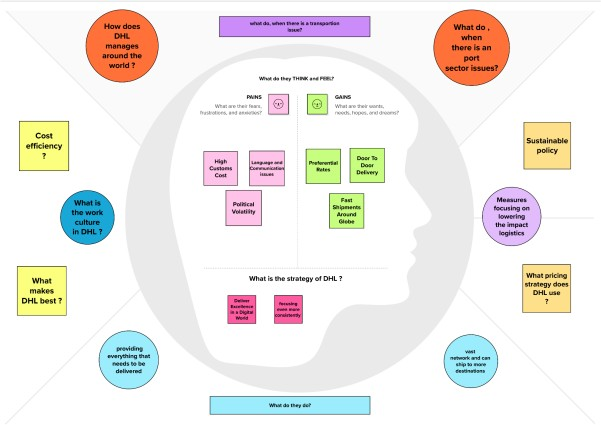 How does
DHL
manages
around the
world ?
what do, when there is a transportion
issue?
What do ,
when
there is an
port
sector issues?
What do they THINK and FEEL?
PAINS
What are their fears,
frustrations, and anxieties?
GAINS
What are their wants,
needs, hopes, and dreams?
Cost
efficiency
?
Sustainable
policy
High
Customs
Cost
Language and
Communication
Issues
Preferential
Rates
Door To
Door
Delivery
Political
Volatility
Fast
Shipments
Around
Globe
What is
the work
culture
in DHL ?
Measures
focusing on
lowering
the impact
logistics
What is the strategy of DHL ?
What
makes
DHL best ?
What pricing
strategy does
DHL use
?
Deliver
Excellence
in a Digital
World
focusing
even more
consistently
providing
everything that
needs to be
delivered
vast
network and can
ship to more
destinations
What do they do?